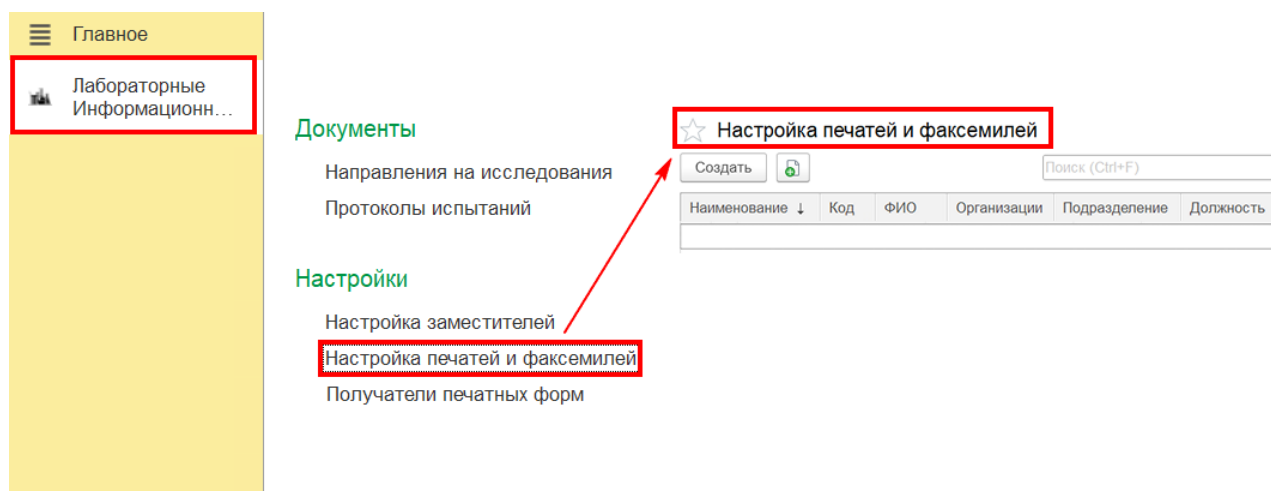 Главное
Лабораторные
Информационн...
Документы
Направления на исследования
Протоколы испытаний
Настройки
Настройка заместителей
Настройка печатей и факсемилей
Получатели печатных форм
Настройка печатей и факсемилей
Создать
Поиск (Ctrl+F)
Наименование ↓ Код ФИО Организации Подразделение Должность